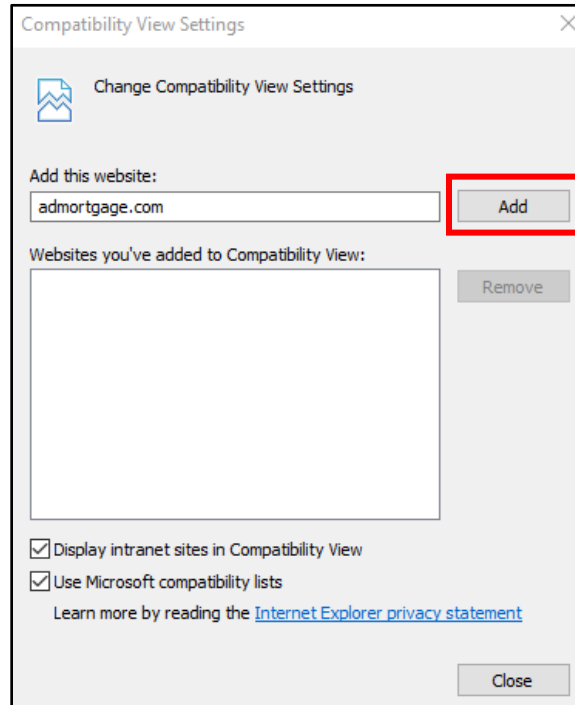 Compatibility View Settings
Change Compatibility View Settings
Add this website:
admortgage.com
Add
Websites you've added to Compatibility View:
Remove
Display intranet sites in Compatibility View
Use Microsoft compatibility lists
Learn more by reading the Internet Explorer privacy statement
Close